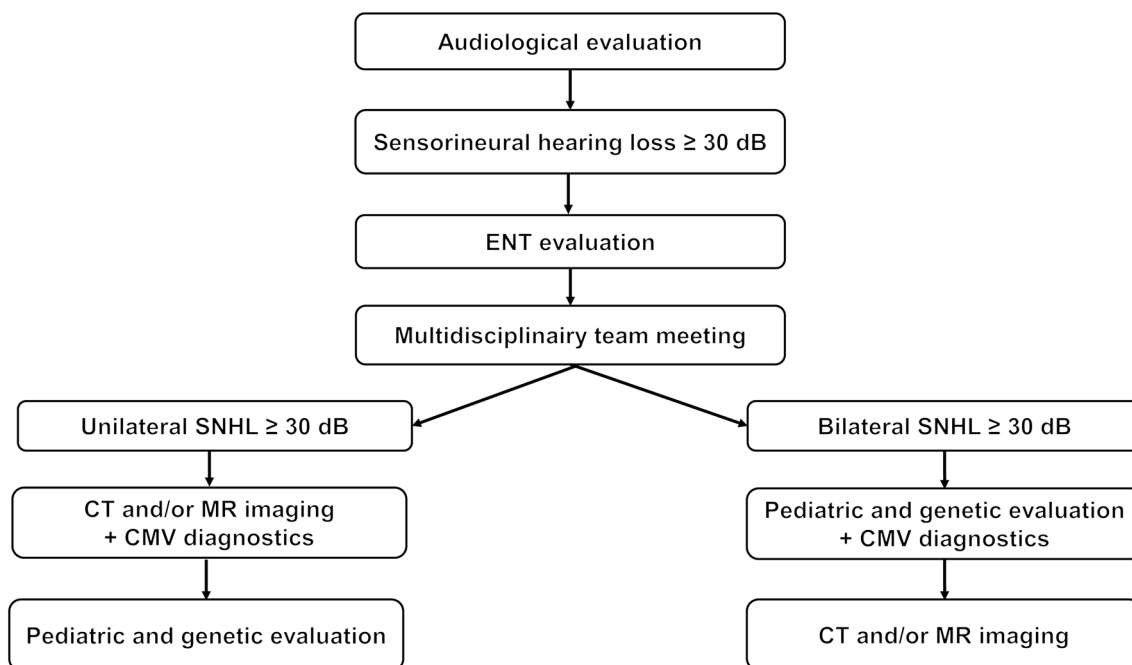 Audiological evaluation
Sensorineural hearing loss ≥ 30 dB
ENT evaluation
Multidisciplinairy team meeting
Unilateral SNHL ≥ 30 dB
Bilateral SNHL ≥ 30 dB
CT and/or MR imaging
+ CMV diagnostics
Pediatric and genetic evaluation
+ CMV diagnostics
Pediatric and genetic evaluation
CT and/or MR imaging